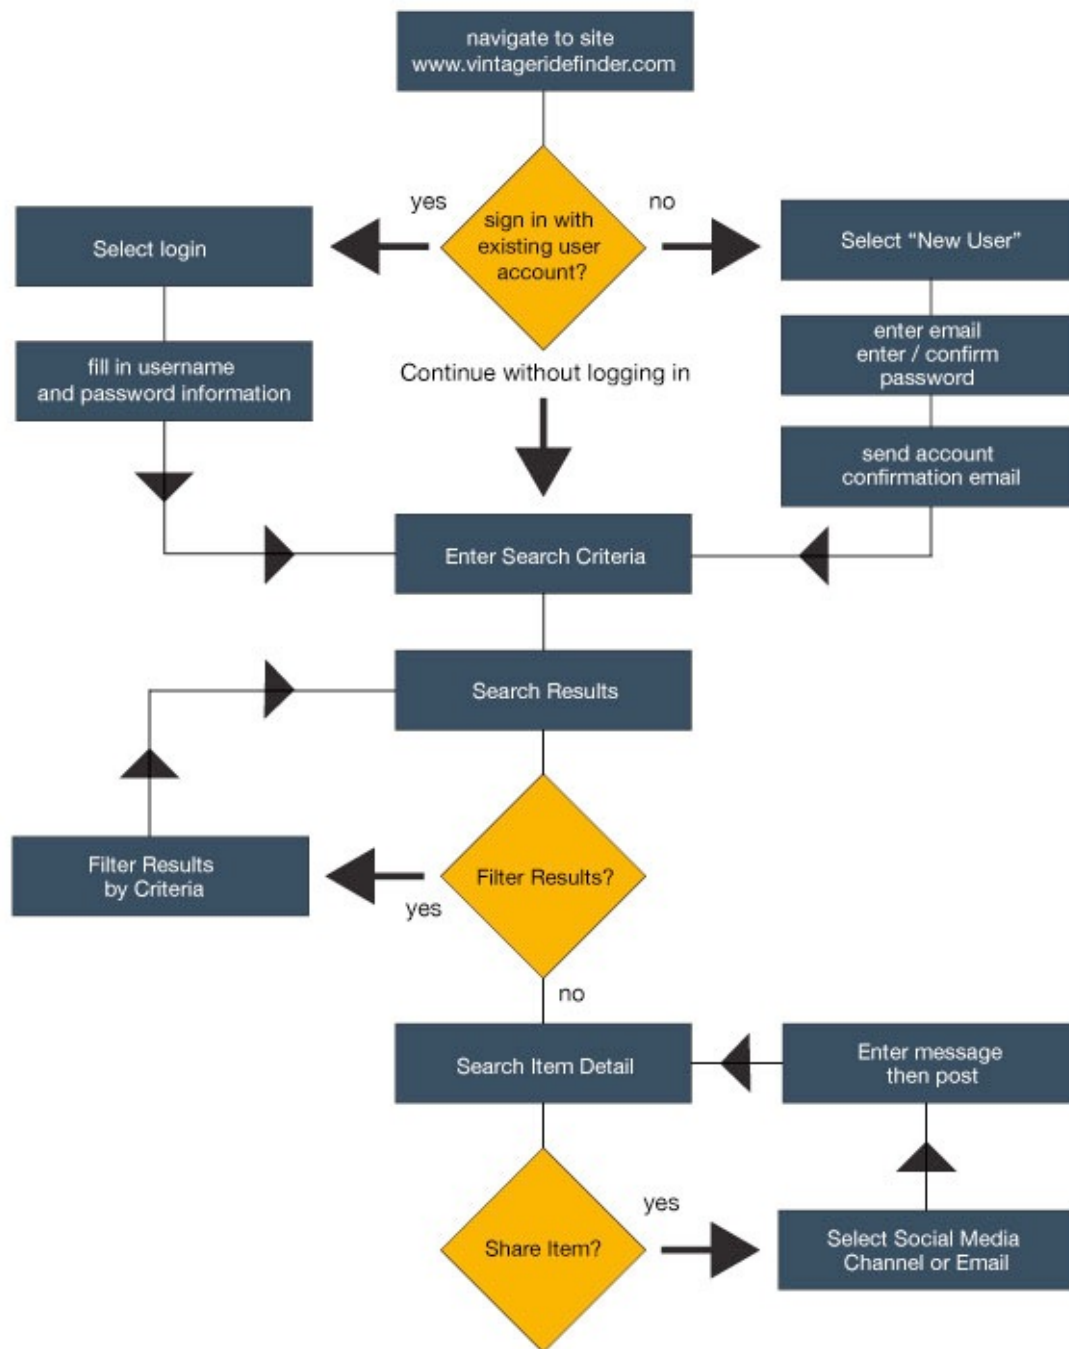 navigate to site
www.vintageridefinder.com
yes
no
sign in with
existing user
account?
Select login
Select “New User”
fill in username
and password information
enter email
enter / confirm
password
Continue without logging in
send account
confirmation email
Enter Search Criteria
Search Results
Filter Results
by Criteria
yes
Filter Results?
no
Search Item Detail
Enter message
then post
yes
Share Item?
Select Social Media
Channel or Email